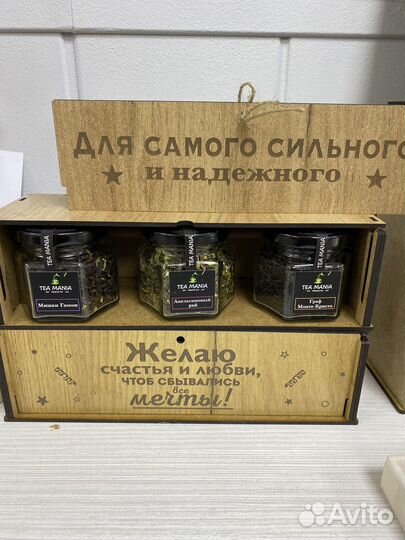 Для самого сильного
и надежного
TEA MANIA
Мишки Гамми
TEA MANIA
Апельсиновый
рай
TEA MANIA
Граф
Монте-Кристо
Желаю
счастья и любви,
чтоб сбывались
все
мечты!
Avito